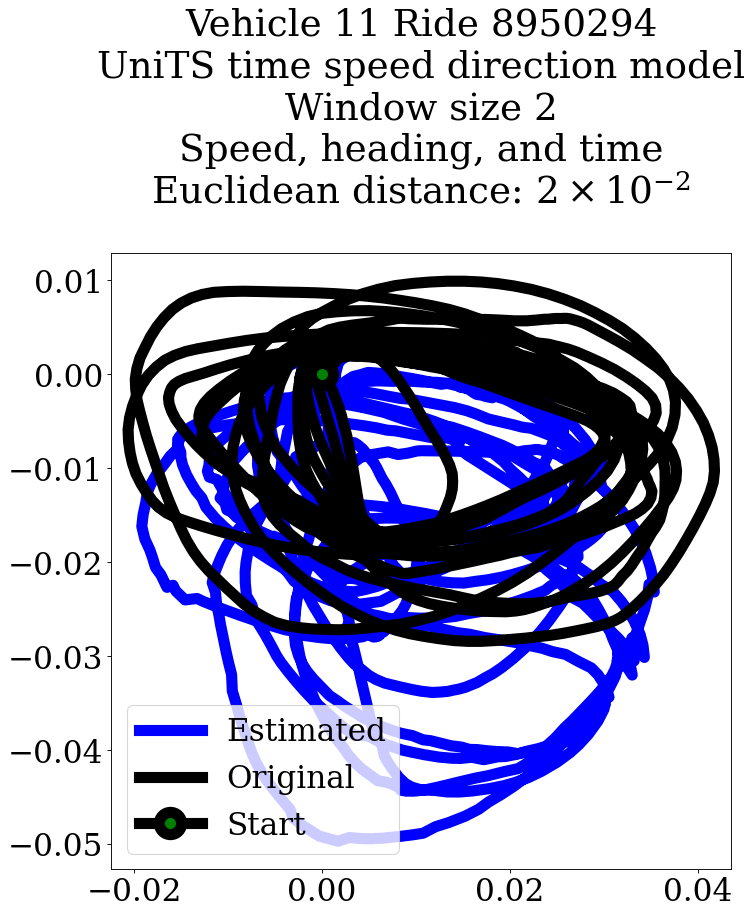 Vehicle 11 Ride 8950294
UniTS time speed direction model
Window size 2
Speed, heading, and time
Euclidean distance: 2 × 10⁻²
0.01
0.00
−0.01
−0.02
−0.03
−0.04
−0.05
Estimated
Original
Start
−0.02 0.00 0.02 0.04